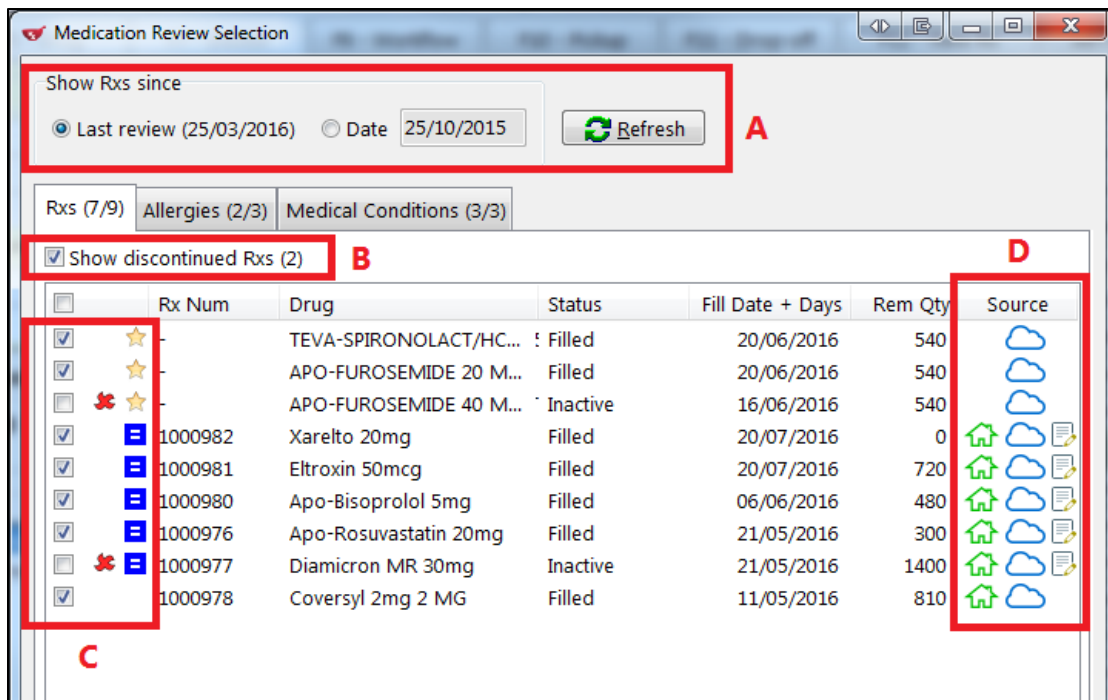 Medication Review Selection
Show Rxs since
Last review (25/03/2016) Date 25/10/2015 Refresh A
Rxs (7/9) Allergies (2/3) Medical Conditions (3/3)
Show discontinued Rxs (2) B D
Rx Num Drug Status Fill Date + Days Rem Qty Source
- TEVA-SPIRONOLACT/HC... Filled 20/06/2016 540
- APO-FUROSEMIDE 20 M... Filled 20/06/2016 540
- APO-FUROSEMIDE 40 M... Inactive 16/06/2016 540
1000982 Xarelto 20mg Filled 20/07/2016 0
1000981 Eltroxin 50mcg Filled 20/07/2016 720
1000980 Apo-Bisoprolol 5mg Filled 06/06/2016 480
1000976 Apo-Rosuvastatin 20mg Filled 21/05/2016 300
1000977 Diamicron MR 30mg Inactive 21/05/2016 1400
1000978 Coversyl 2mg 2 MG Filled 11/05/2016 810
C